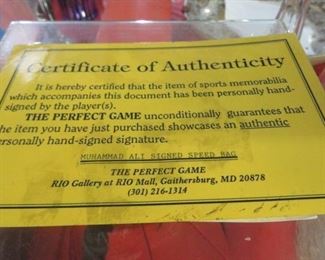 Certificate of Authenticity
It is hereby certified that the item of sports memorabilia
which accompanies this document has been personally hand-
signed by the player(s).
THE PERFECT GAME unconditionally guarantees that
the item you have just purchased showcases an authentic
personally hand-signed signature.
MUHAMMAD ALI SIGNED SPEED BAG
THE PERFECT GAME
RIO Gallery at RIO Mall, Gaithersburg, MD 20878
(301) 216-1314